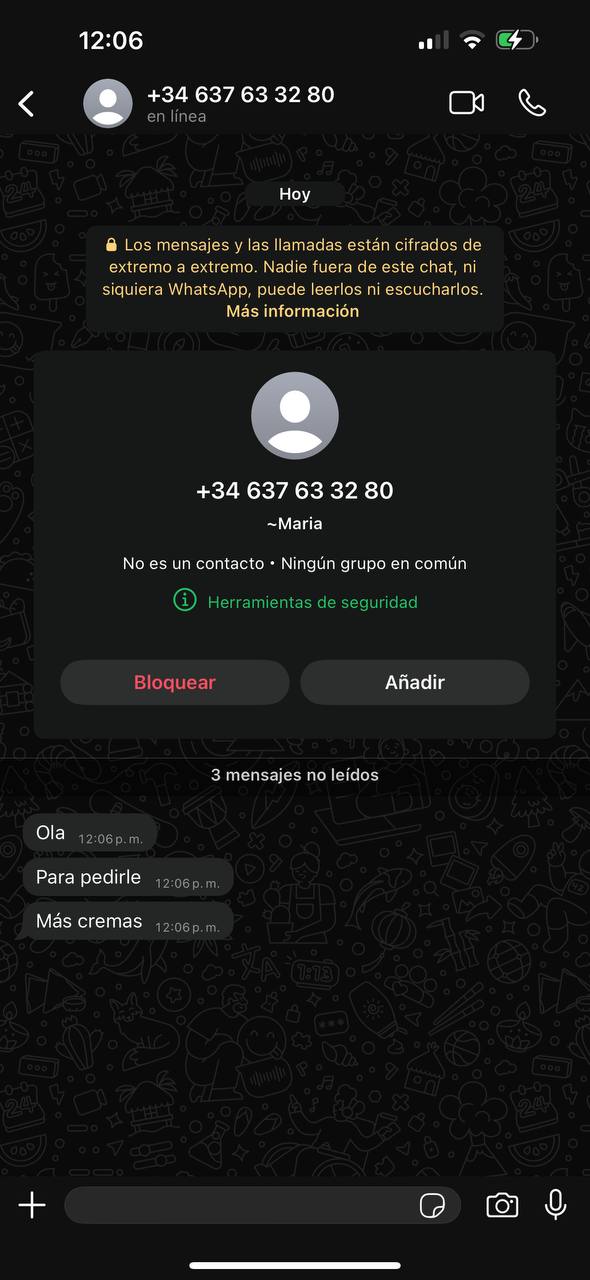 12:06
+34 637 63 32 80
en línea
Hoy
Los mensajes y las llamadas están cifrados de
extremo a extremo. Nadie fuera de este chat, ni
siquiera WhatsApp, puede leerlos ni escucharlos.
Más información
+34 637 63 32 80
~Maria
No es un contacto • Ningún grupo en común
Herramientas de seguridad
Bloquear
Añadir
3 mensajes no leídos
Ola 12:06 p. m.
Para pedirle 12:06 p. m.
Más cremas 12:06 p. m.